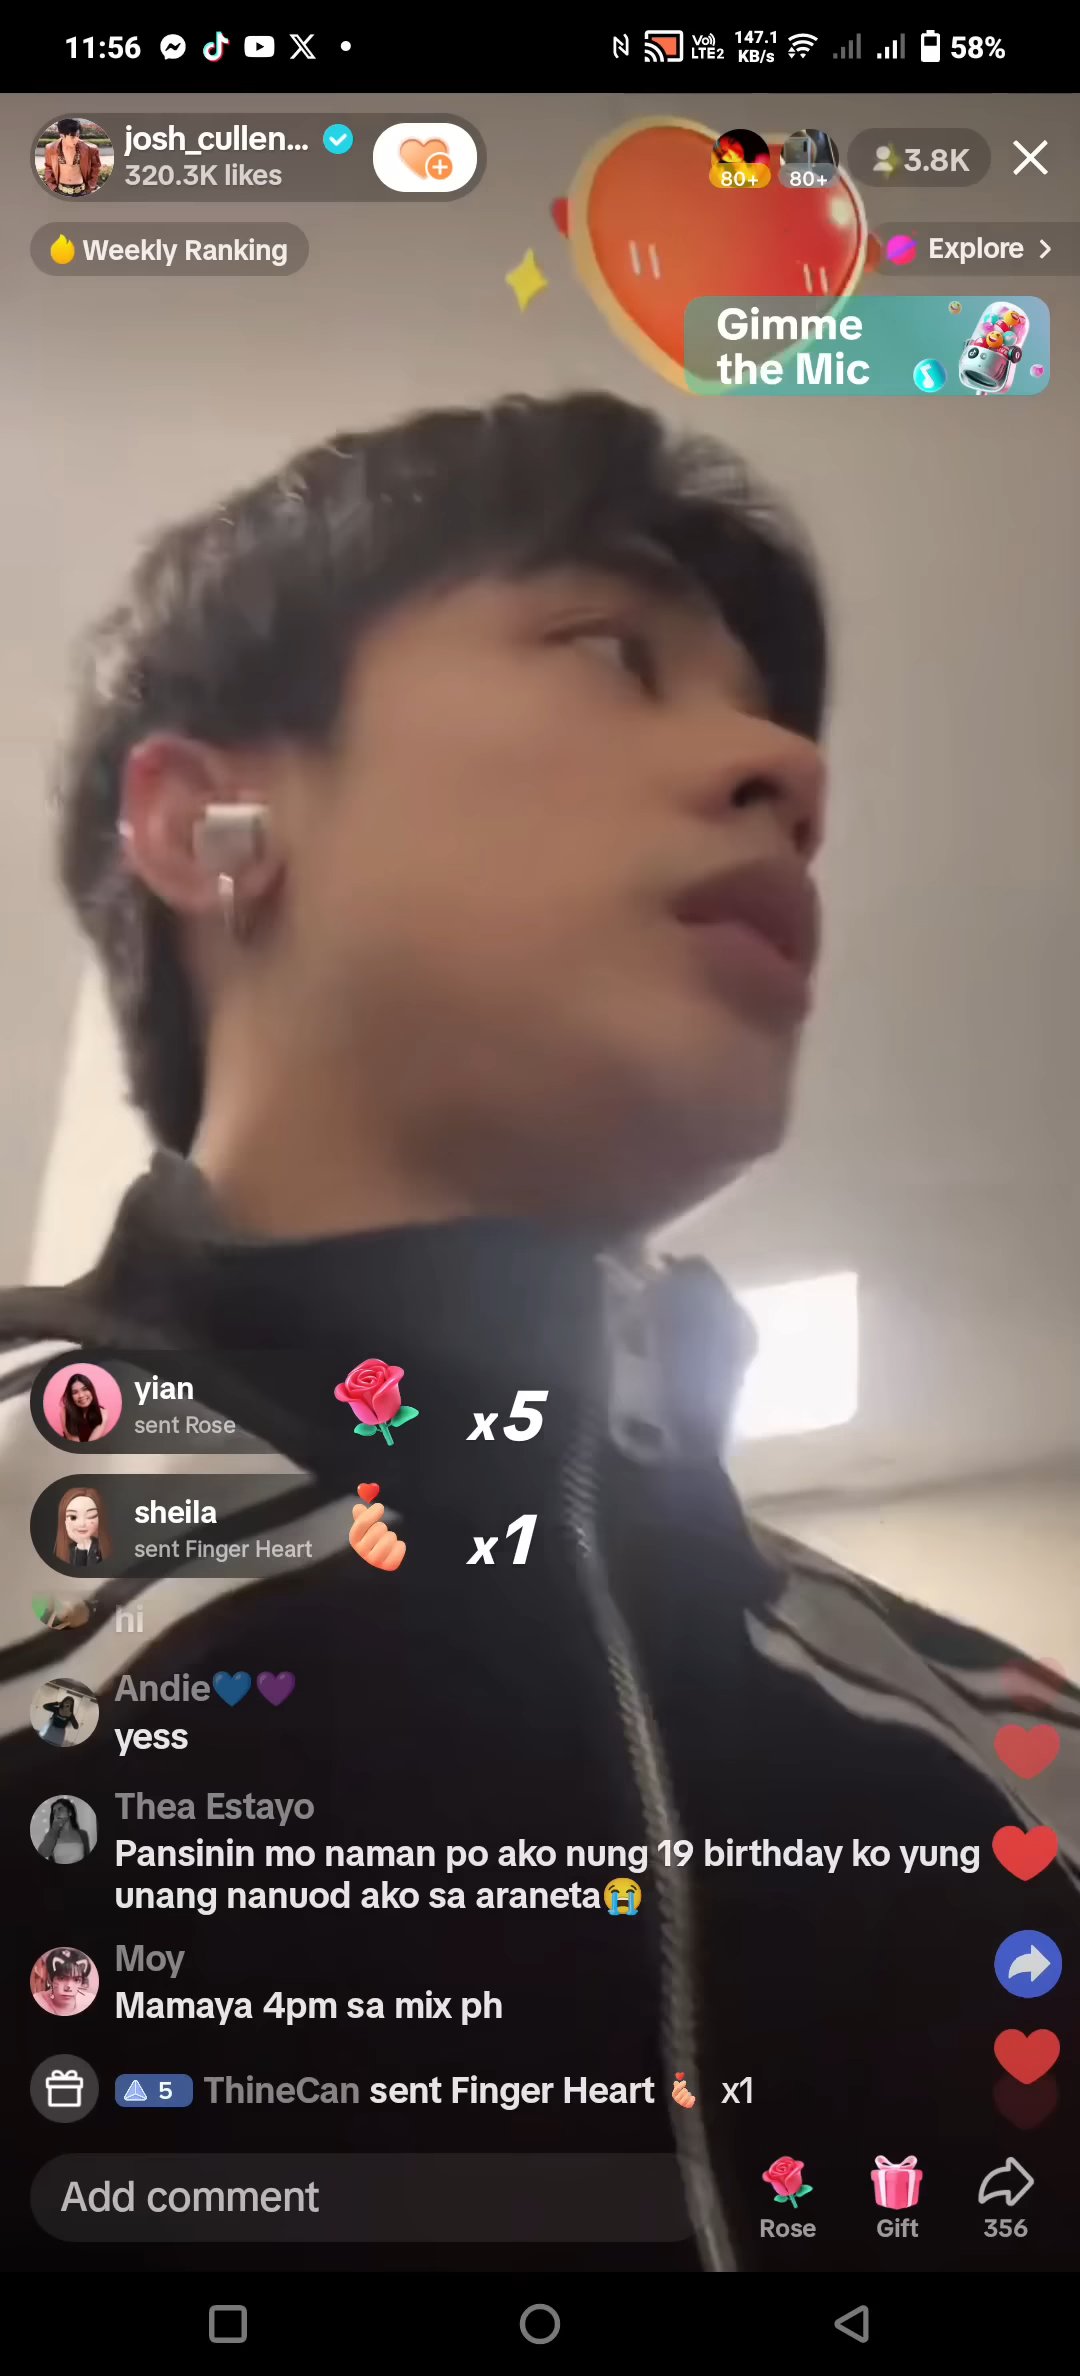 11:56
Vo))
LTE2
147.1
KB/s
58%
josh_cullen...
320.3K likes
80+
80+
3.8K
Weekly Ranking
Explore
Gimme
the Mic
yian
sent Rose
x5
sheila
sent Finger Heart
x1
hi
Andie💙💜
yess
Thea Estayo
Pansinin mo naman po ako nung 19 birthday ko yung
unang nanuod ako sa araneta😭
Moy
Mamaya 4pm sa mix ph
5 ThineCan sent Finger Heart x1
Add comment
Rose
Gift
356